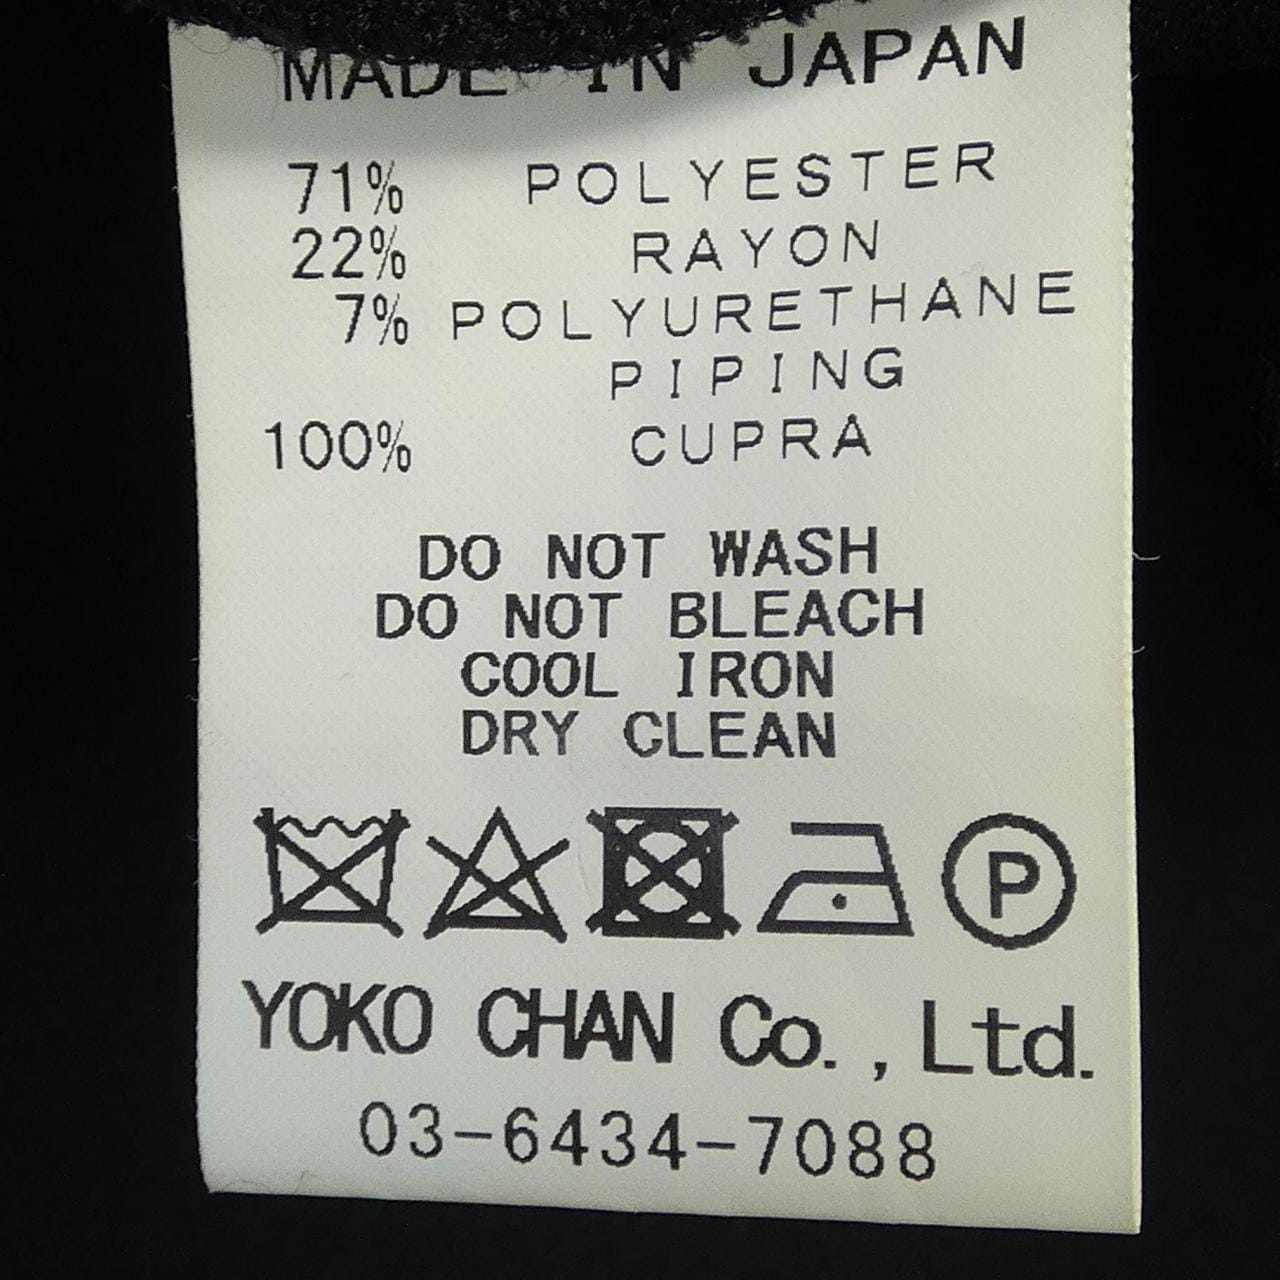 MADE IN JAPAN
71% POLYESTER
22% RAYON
7% POLYURETHANE
PIPING
100% CUPRA
DO NOT WASH
DO NOT BLEACH
COOL IRON
DRY CLEAN
P
YOKO CHAN Co., Ltd.
03-6434-7088